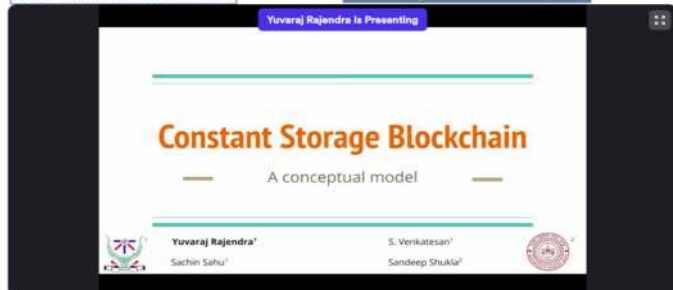 Yuvaraj Rajendra Is Presenting
Constant Storage Blockchain
A conceptual model
Yuvaraj Rajendra¹ S. Venkatesan¹
Sachin Sahu¹ Sandeep Shukla²